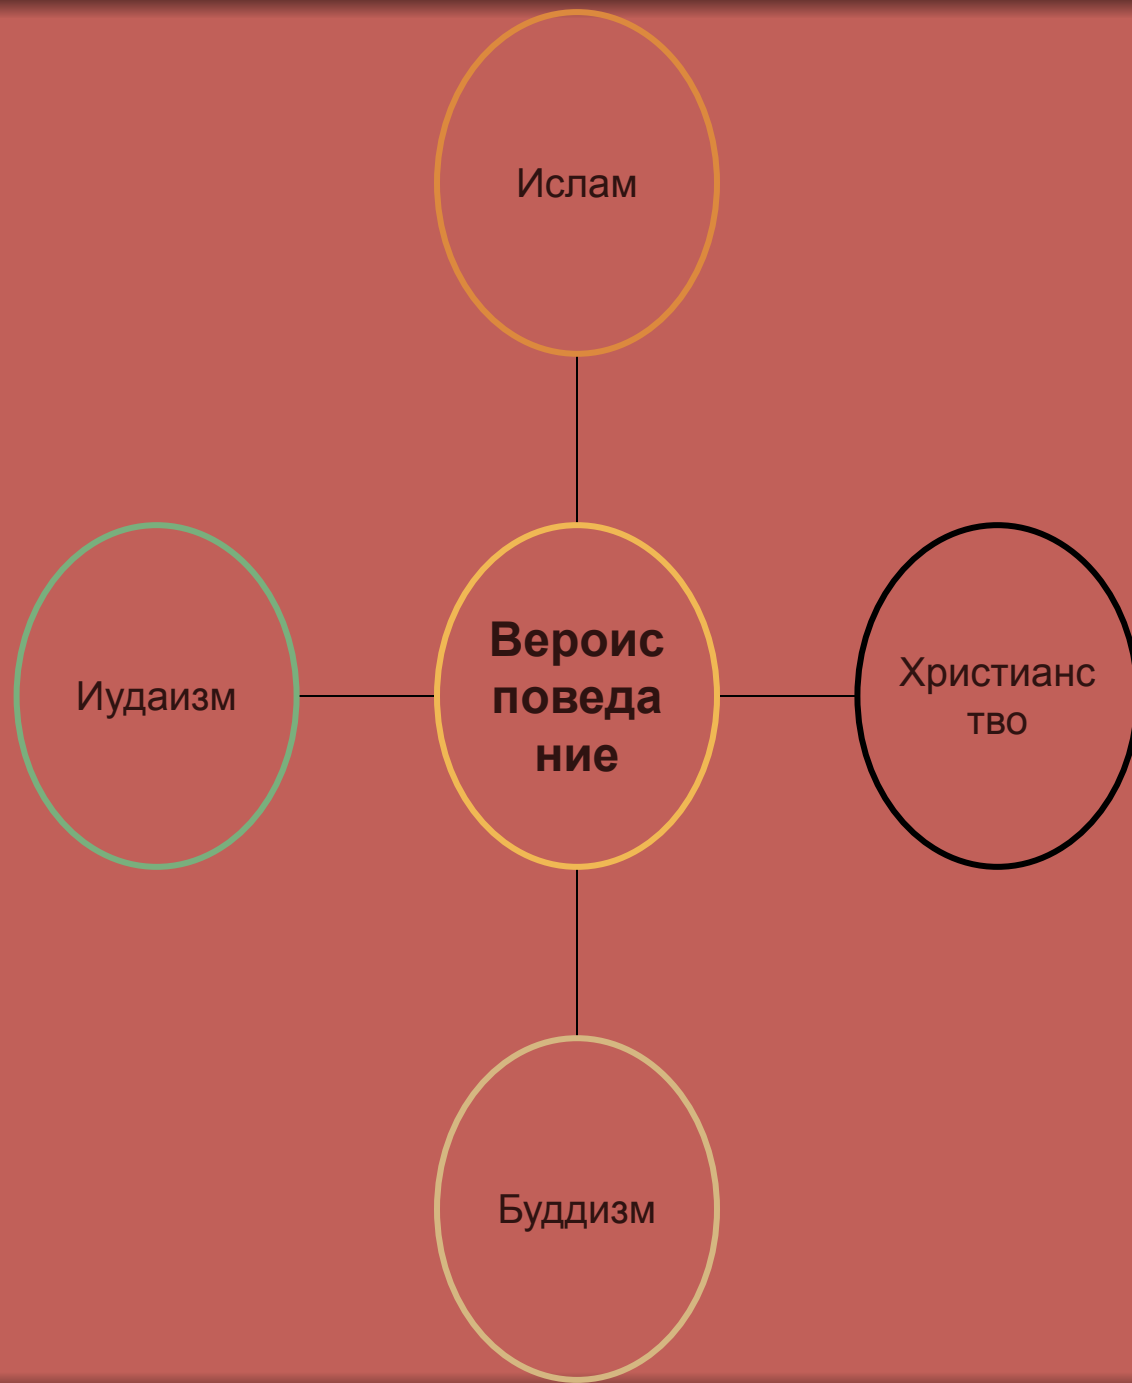 Ислам
Иудаизм
Вероис
поведа
ние
Христианс
тво
Буддизм